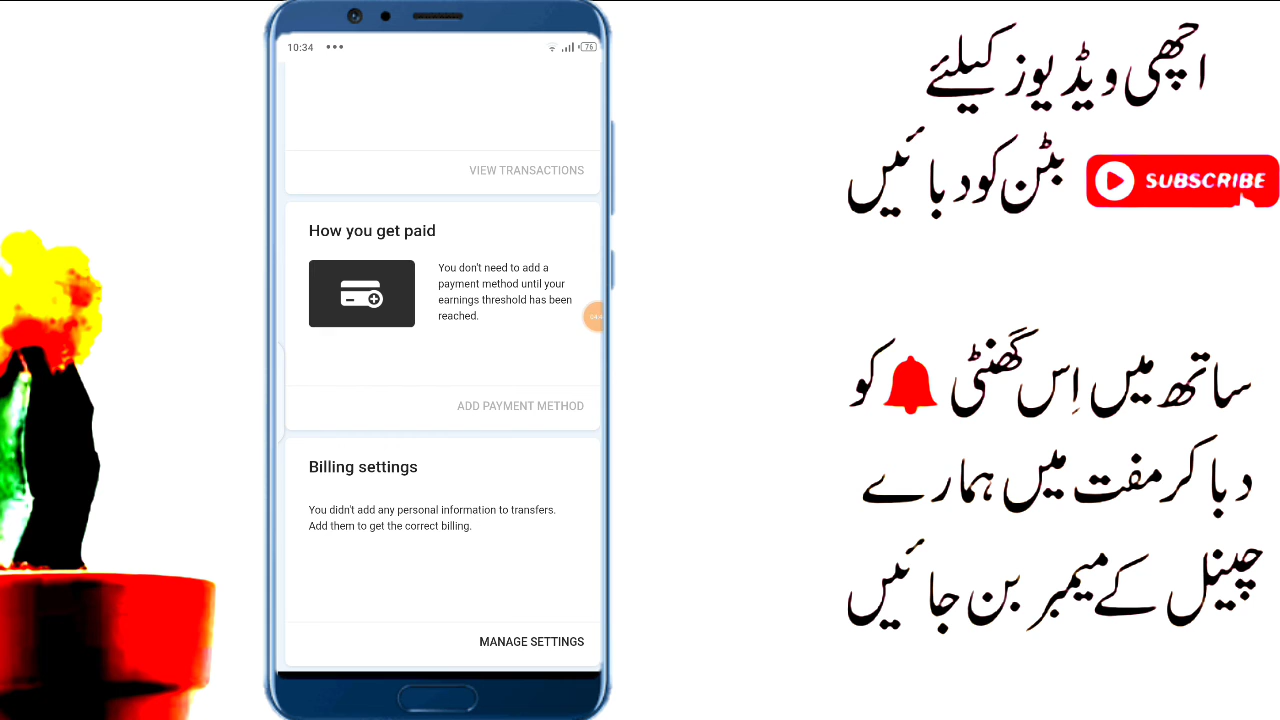 10:34
76
VIEW TRANSACTIONS
How you get paid
You don't need to add a
payment method until your
earnings threshold has been
reached.
ADD PAYMENT METHOD
Billing settings
You didn't add any personal information to transfers.
Add them to get the correct billing.
MANAGE SETTINGS
اچھی ویڈیوز کیلئے
SUBSCRIBE بٹن کو دبائیں
ساتھ میں اِس گھنٹی کو
دبا کر مفت میں ہمارے
چینل کے میمبر بن جائیں